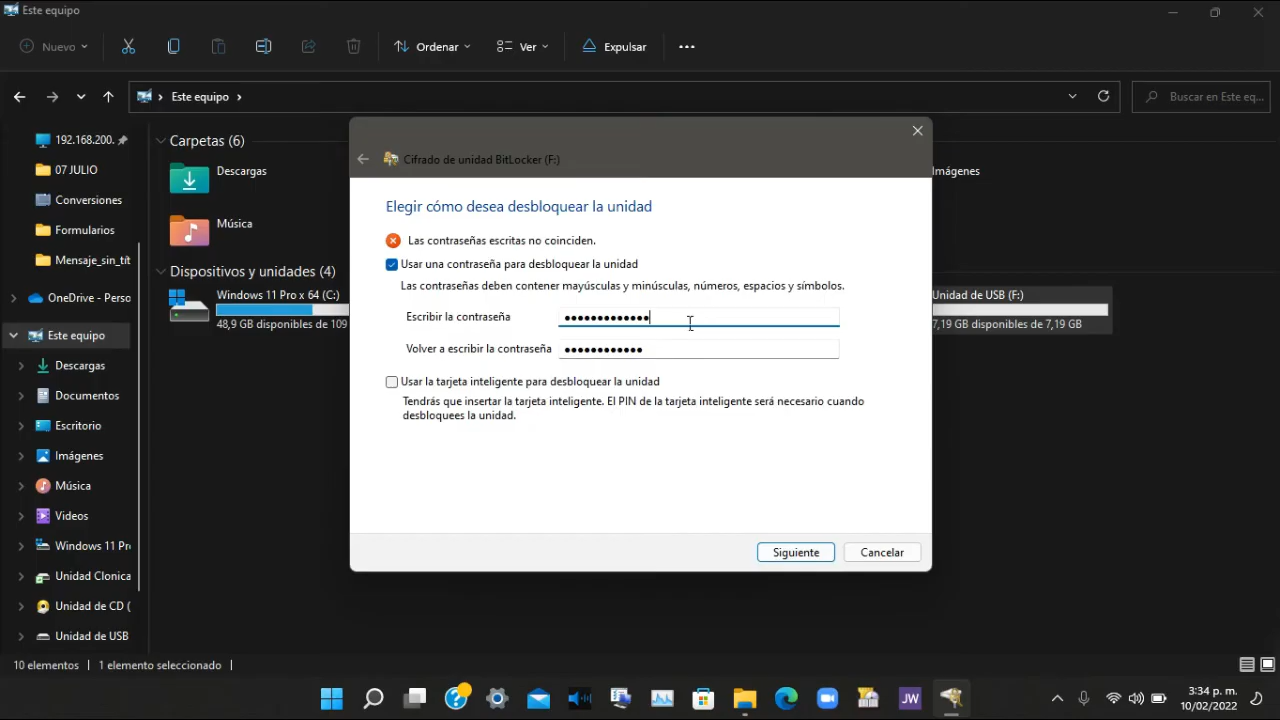 Este equipo
Nuevo
Ordenar
Ver
Expulsar
Este equipo
Buscar en Este eq...
192.168.200.
07 JULIO
Conversiones
Formularios
Mensaje_sin_tít
OneDrive - Perso
Este equipo
Descargas
Documentos
Escritorio
Imágenes
Música
Videos
Windows 11 Pr
Unidad Clonica
Unidad de CD (
Unidad de USB
Carpetas (6)
Descargas
Imágenes
Música
Dispositivos y unidades (4)
Windows 11 Pro x 64 (C:)
48,9 GB disponibles de 109
Unidad de USB (F:)
7,19 GB disponibles de 7,19 GB
Cifrado de unidad BitLocker (F:)
Elegir cómo desea desbloquear la unidad
Las contraseñas escritas no coinciden.
Usar una contraseña para desbloquear la unidad
Las contraseñas deben contener mayúsculas y minúsculas, números, espacios y símbolos.
Escribir la contraseña
Volver a escribir la contraseña
Usar la tarjeta inteligente para desbloquear la unidad
Tendrás que insertar la tarjeta inteligente. El PIN de la tarjeta inteligente será necesario cuando
desbloquees la unidad.
Siguiente
Cancelar
10 elementos
1 elemento seleccionado
JW
3:34 p. m.
10/02/2022